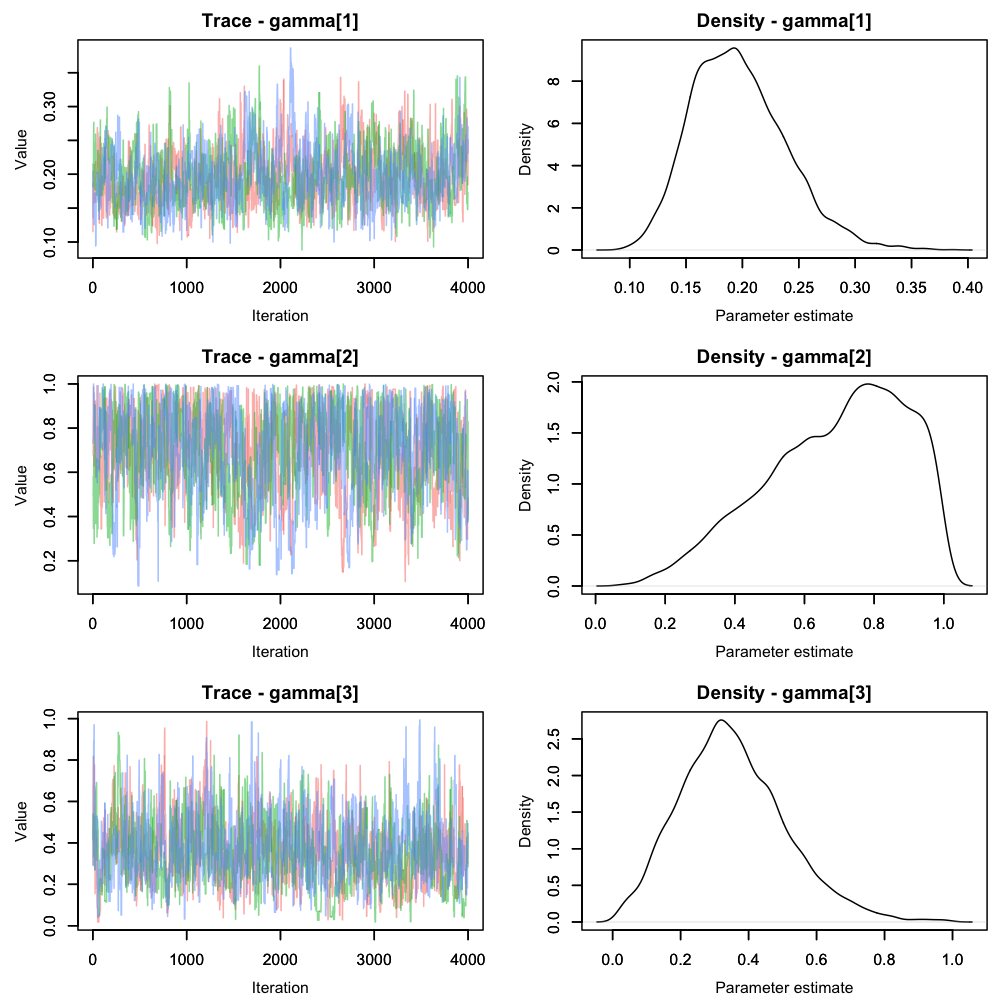 Trace - gamma[1]
Value
0.10 0.20 0.30
0 1000 2000 3000 4000
Iteration
Density - gamma[1]
Density
0 2 4 6 8
0.10 0.15 0.20 0.25 0.30 0.35 0.40
Parameter estimate
Trace - gamma[2]
Value
0.2 0.4 0.6 0.8 1.0
0 1000 2000 3000 4000
Iteration
Density - gamma[2]
Density
0.0 0.5 1.0 1.5 2.0
0.0 0.2 0.4 0.6 0.8 1.0
Parameter estimate
Trace - gamma[3]
Value
0.0 0.2 0.4 0.6 0.8 1.0
0 1000 2000 3000 4000
Iteration
Density - gamma[3]
Density
0.0 0.5 1.0 1.5 2.0 2.5
0.0 0.2 0.4 0.6 0.8 1.0
Parameter estimate